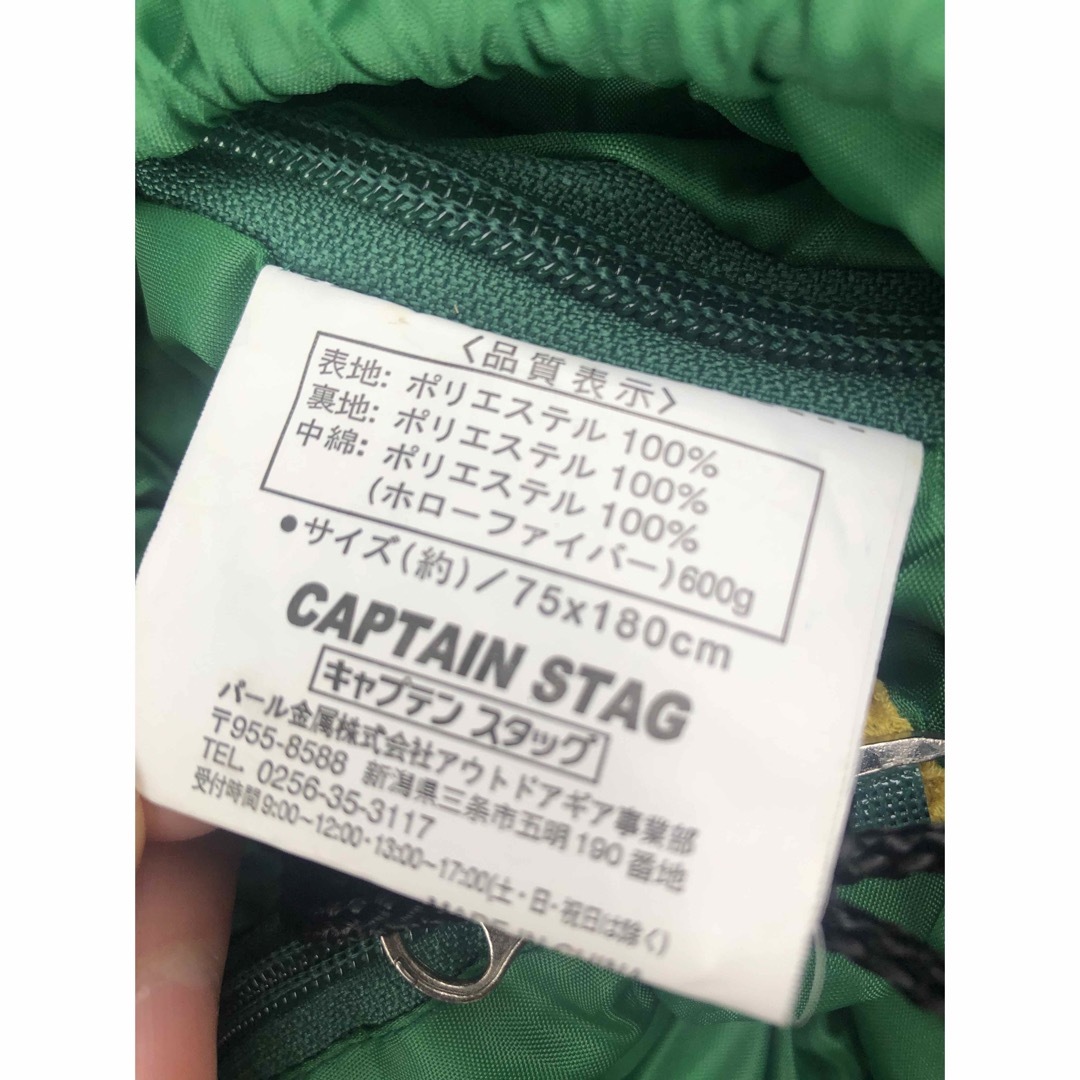 〈品質表示〉
表地: ポリエステル 100%
裏地: ポリエステル 100%
中綿: ポリエステル 100%
(ホローファイバー)600g
●サイズ(約)/75x180cm
CAPTAIN STAG
キャプテン スタッグ
パール金属株式会社アウトドアギア事業部
〒955-8588 新潟県三条市五明190番地
TEL. 0256-35-3117
受付時間9:00~12:00・13:00~17:00(土・日・祝日は除く)
MADE IN CHINA